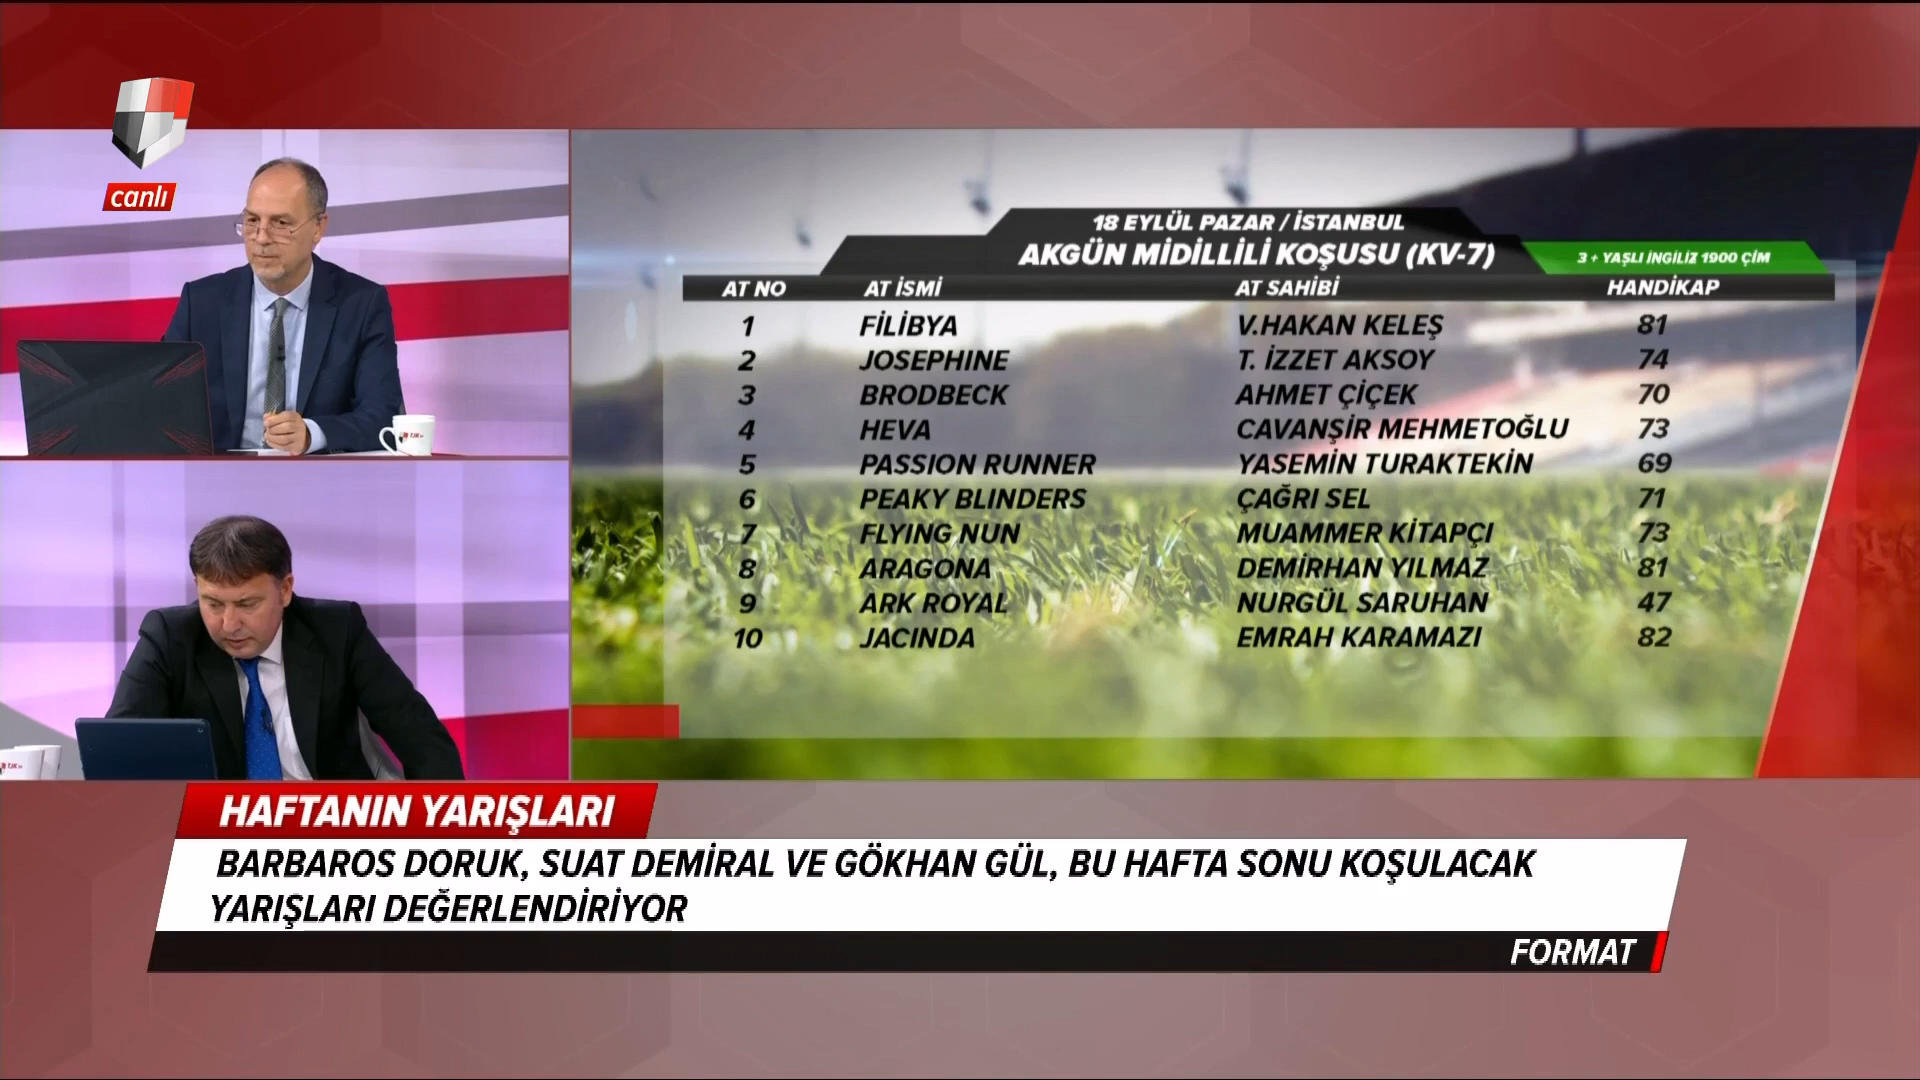 canlı
18 EYLÜL PAZAR / İSTANBUL
AKGÜN MİDİLLİLİ KOŞUSU (KV-7)
3 + YAŞLI İNGİLİZ 1900 ÇİM
AT NO AT İSMİ AT SAHİBİ HANDİKAP
1 FİLİBYA V.HAKAN KELEŞ 81
2 JOSEPHINE T. İZZET AKSOY 74
3 BRODBECK AHMET ÇİÇEK 70
4 HEVA CAVANŞİR MEHMETOĞLU 73
5 PASSION RUNNER YASEMİN TURAKTEKİN 69
6 PEAKY BLINDERS ÇAĞRI SEL 71
7 FLYING NUN MUAMMER KİTAPÇI 73
8 ARAGONA DEMİRHAN YILMAZ 81
9 ARK ROYAL NURGÜL SARUHAN 47
10 JACINDA EMRAH KARAMAZI 82
TJK TV
TJK TV
HAFTANIN YARIŞLARI
BARBAROS DORUK, SUAT DEMİRAL VE GÖKHAN GÜL, BU HAFTA SONU KOŞULACAK
YARIŞLARI DEĞERLENDİRİYOR
FORMAT